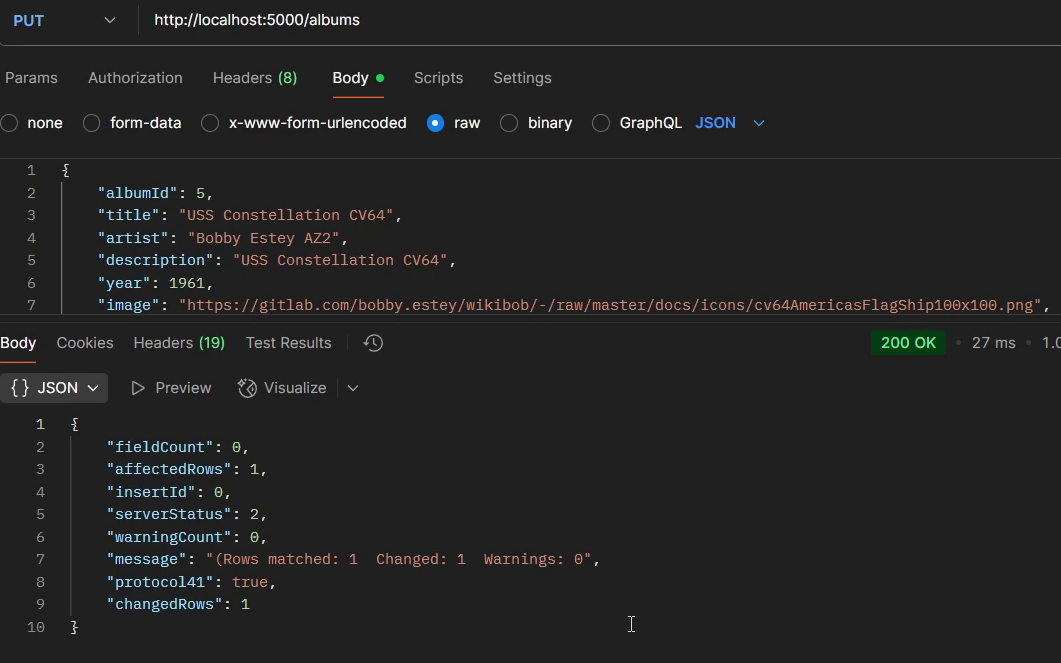 PUT http://localhost:5000/albums
Params Authorization Headers (8) Body Scripts Settings
none form-data x-www-form-urlencoded raw binary GraphQL JSON
1 {
2 "albumId": 5,
3 "title": "USS Constellation CV64",
4 "artist": "Bobby Estey AZ2",
5 "description": "USS Constellation CV64",
6 "year": 1961,
7 "image": "https://gitlab.com/bobby.estey/wikibob/-/raw/master/docs/icons/cv64AmericasFlagShip100x100.png",
Body Cookies Headers (19) Test Results 200 OK • 27 ms • 1.0
{} JSON Preview Visualize
1 {
2 "fieldCount": 0,
3 "affectedRows": 1,
4 "insertId": 0,
5 "serverStatus": 2,
6 "warningCount": 0,
7 "message": "(Rows matched: 1  Changed: 1  Warnings: 0",
8 "protocol41": true,
9 "changedRows": 1
10 }